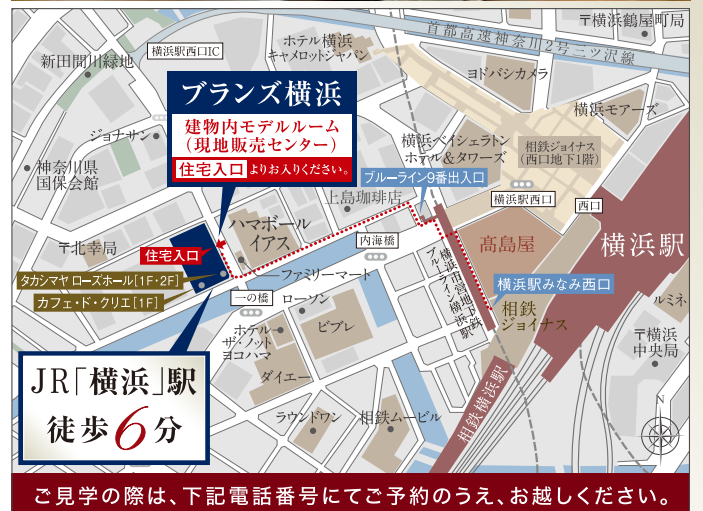 〒横浜鶴屋町局
首都高速神奈川2号三ツ沢線
ホテル横浜
キャメロットジャパン
横浜駅西口IC
新田間川緑地
ヨドバシカメラ
ブランズ横浜
建物内モデルルーム
(現地販売センター)
住宅入口 よりお入りください。
横浜モアーズ
ジョナサン
横浜ベイシェラトン
ホテル&タワーズ
相鉄ジョイナス
(西口地下1階)
神奈川県
国保会館
ブルーライン9番出入口
上島珈琲店
横浜駅西口
西口
ハマボール
イアス
〒北幸局
住宅入口
内海橋
髙島屋
横浜駅
タカシマヤ ローズホール[1F・2F]
ファミリーマート
横浜市営地下鉄
ブルーライン横浜駅
横浜駅みなみ西口
カフェ・ド・クリエ[1F]
一の橋
ローソン
ルミネ
相鉄
ジョイナス
ホテル
ザ・ノット
ヨコハマ
ビブレ
〒横浜
中央局
JR「横浜」駅
徒歩6分
ダイエー
相鉄横浜駅
ラウンドワン
相鉄ムービル
N
ご見学の際は、下記電話番号にてご予約のうえ、お越しください。